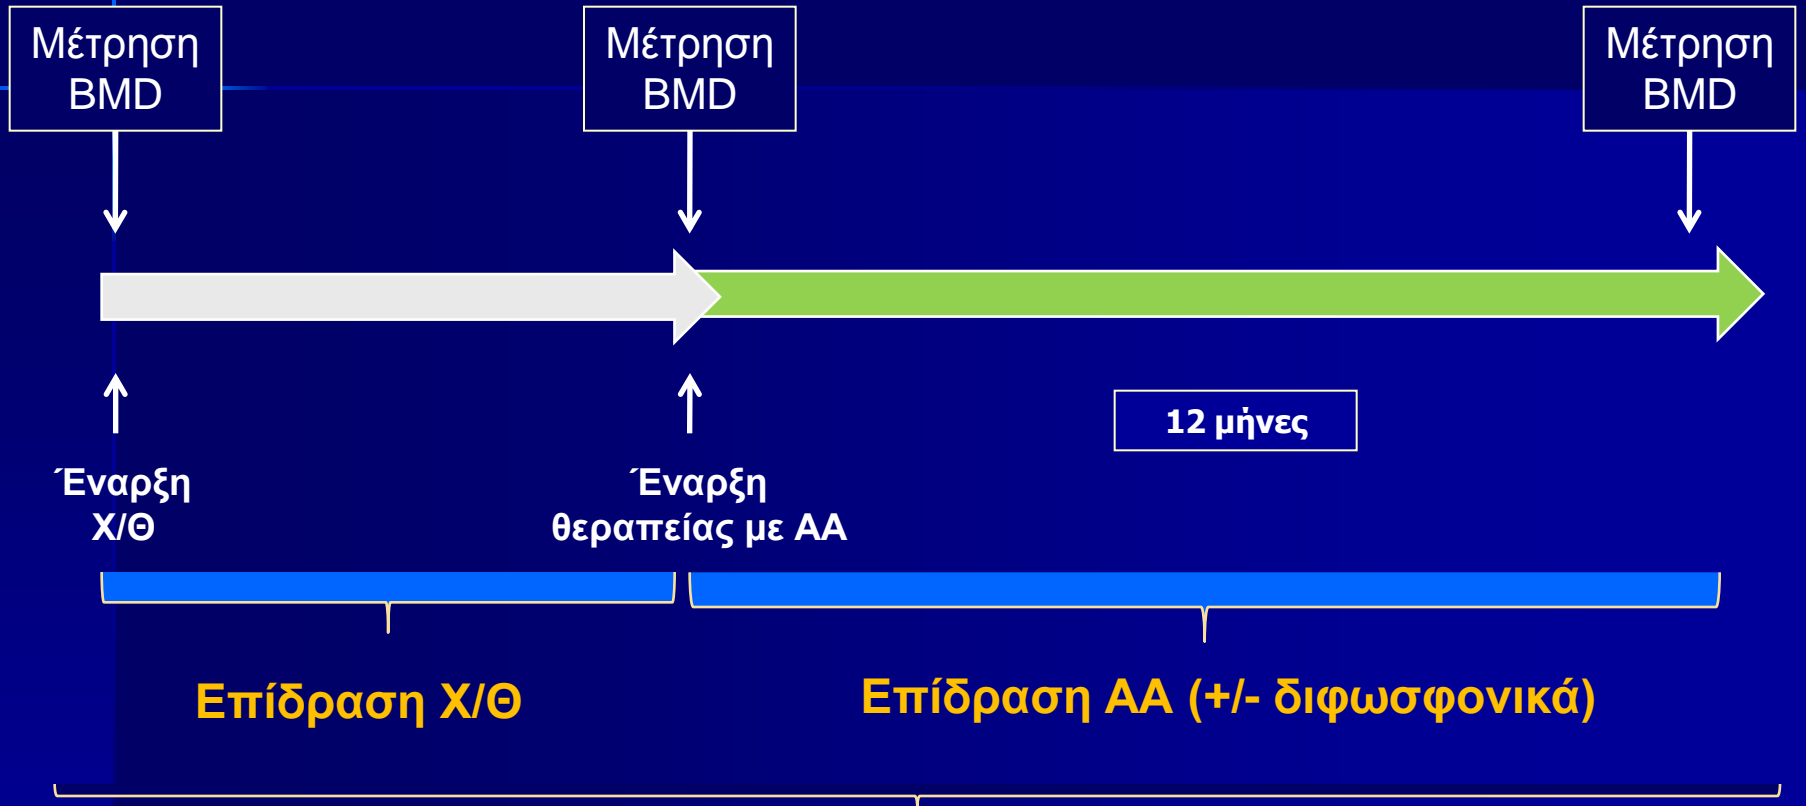 Μέτρηση
BMD
Μέτρηση
BMD
Μέτρηση
BMD
12 μήνες
Έναρξη
Χ/Θ
Έναρξη
θεραπείας με ΑΑ
Επίδραση Χ/Θ
Επίδραση ΑΑ (+/- διφωσφονικά)